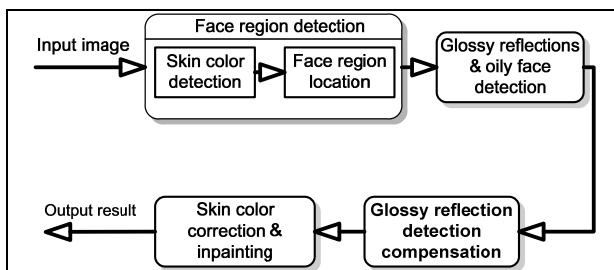 Face region detection
Input image
Skin color
detection
Face region
location
Glossy reflections
& oily face
detection
Output result
Skin color
correction &
inpainting
Glossy reflection
detection
compensation